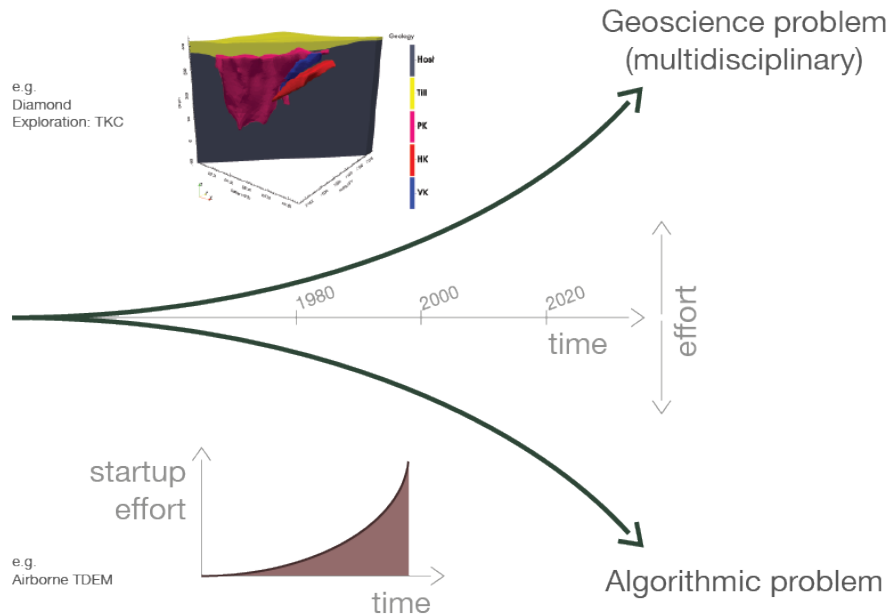 Geoscience problem
(multidisciplinary)
Geology
Host
Till
PK
HK
VK
e.g.
Diamond
Exploration: TKC
1980
2000
2020
time
effort
startup
effort
time
e.g.
Airborne TDEM
Algorithmic problem